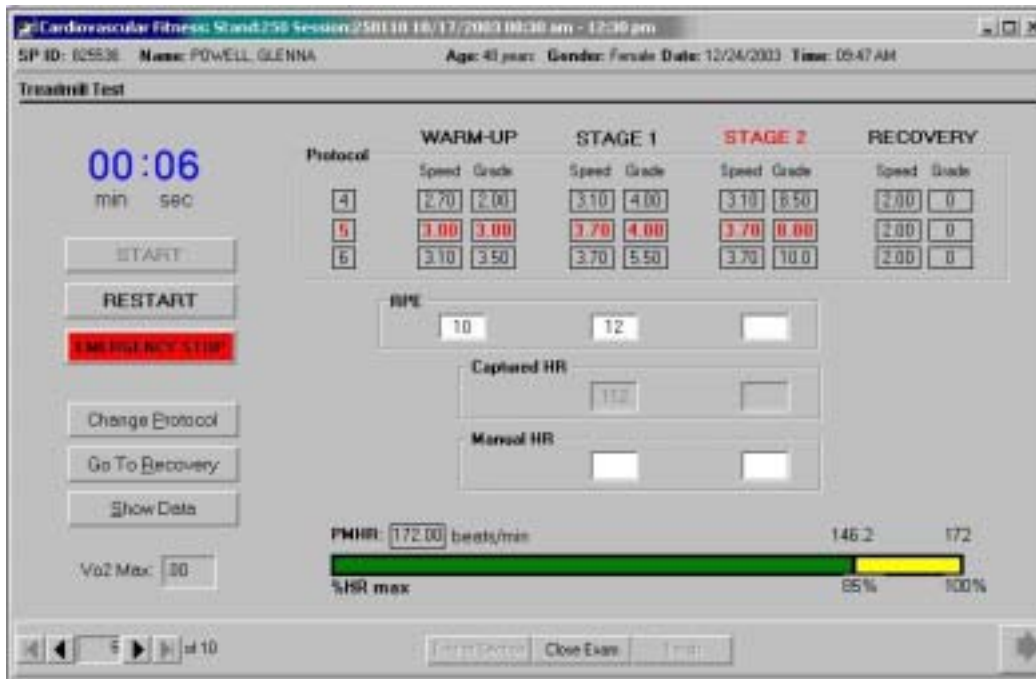 Cardiovascular Fitness: Stand:258 Session:258110 10/17/2003 08:30 am - 12:30 pm
SP ID: Name: POWELL, GLENNA Age: 48 years Gender: Female Date: 12/24/2003 Time: 09:47 AM
Treadmill Test
WARM-UP STAGE 1 STAGE 2 RECOVERY
Protocol
Speed Grade Speed Grade Speed Grade Speed Grade
4 2.70 2.00 3.10 4.00 3.10 2.00 0
5 3.00 3.00 3.70 4.00 3.70 8.00 2.00 0
6 3.10 3.50 3.70 5.50 3.70 10.0 2.00 0
00:06
min sec
START
RESTART
EMERGENCY STOP
Change Protocol
Go To Recovery
Show Data
Vo2 Max: .00
RPE
10 12
Captured HR
112
Manual HR
PMHR: 172.00 beats/min 146.2 172
%HR max 85% 100%
of 10
Close Exam